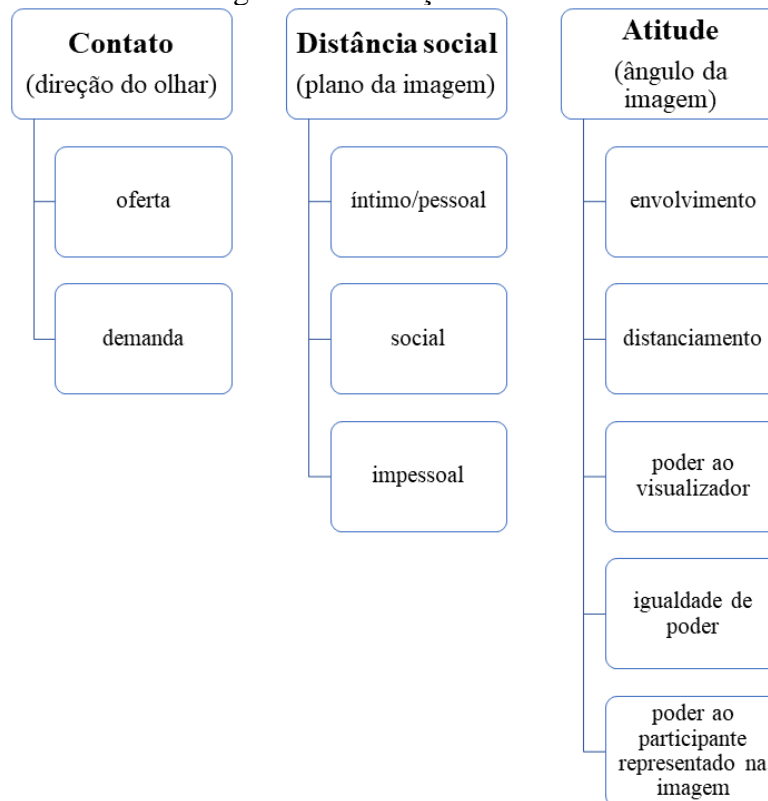 Contato
(direção do olhar)
oferta
demanda
Distância social
(plano da imagem)
íntimo/pessoal
social
impessoal
Atitude
(ângulo da
imagem)
envolvimento
distanciamento
poder ao
visualizador
igualdade de
poder
poder ao
participante
representado na
imagem